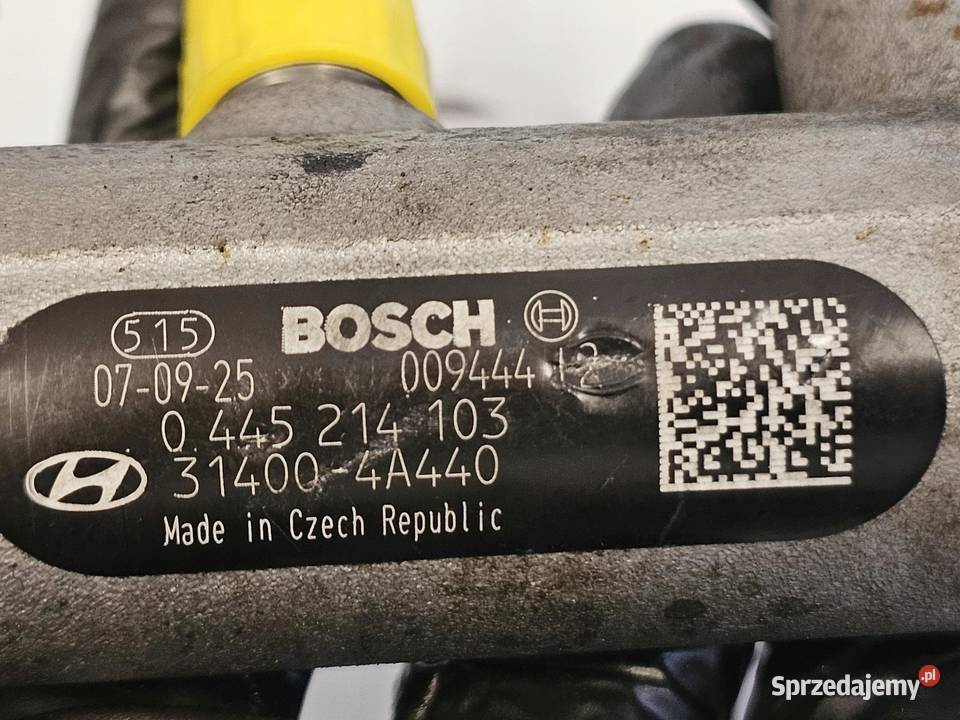 515
BOSCH
07-09-25
009444
0 445 214 103
31400-4A440
Made in Czech Republic
Sprzedajemy.pl